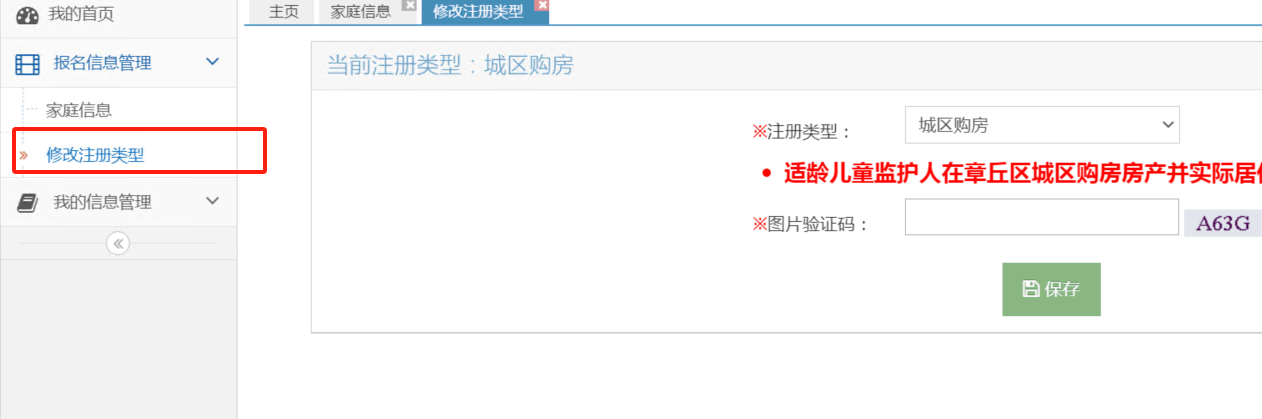 我的首页
报名信息管理
家庭信息
修改注册类型
我的信息管理
主页 家庭信息 修改注册类型
当前注册类型：城区购房
※注册类型： 城区购房
• 适龄儿童监护人在章丘区城区购房房产并实际居
※图片验证码： A63G
保存